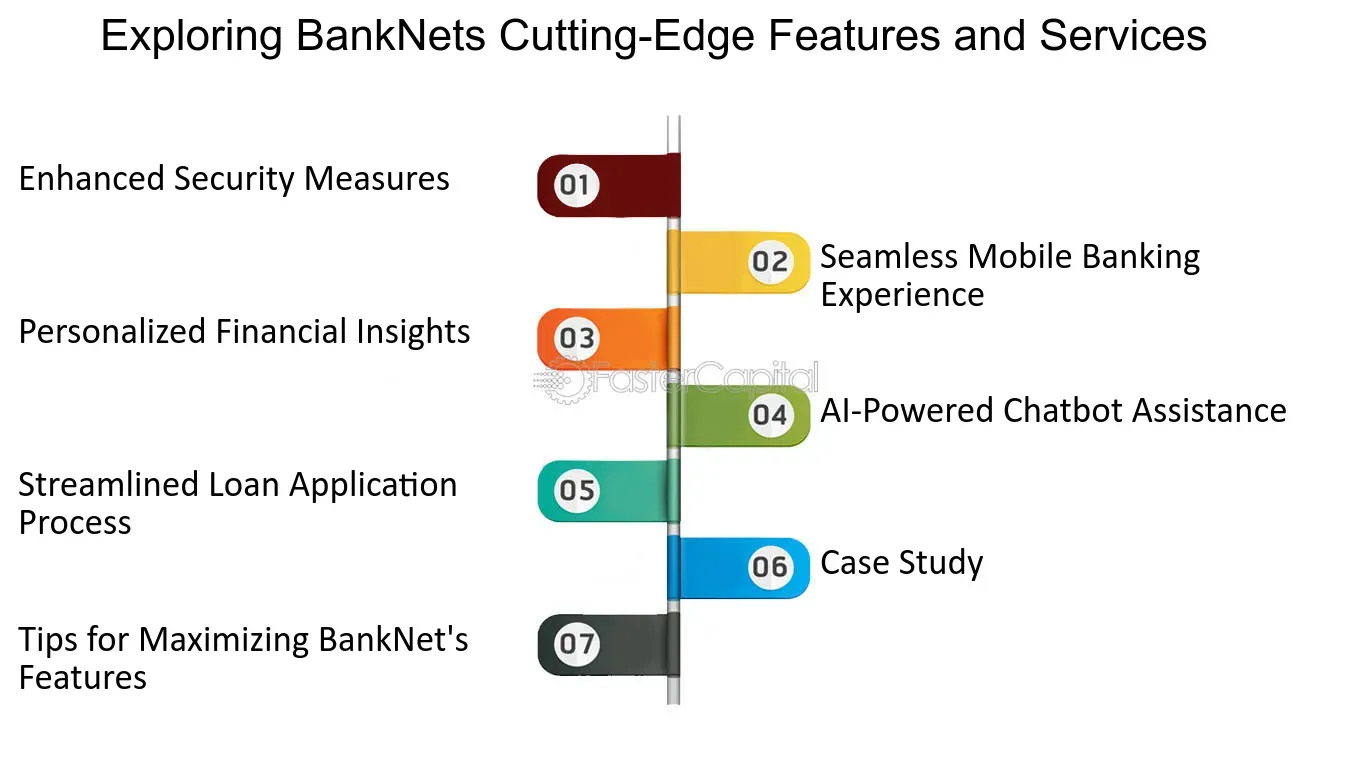 Exploring BankNets Cutting-Edge Features and Services
Enhanced Security Measures
01
02
Seamless Mobile Banking
Experience
Personalized Financial Insights
03
FasterCapital
04
AI-Powered Chatbot Assistance
Streamlined Loan Application
Process
05
06
Case Study
Tips for Maximizing BankNet's
Features
07